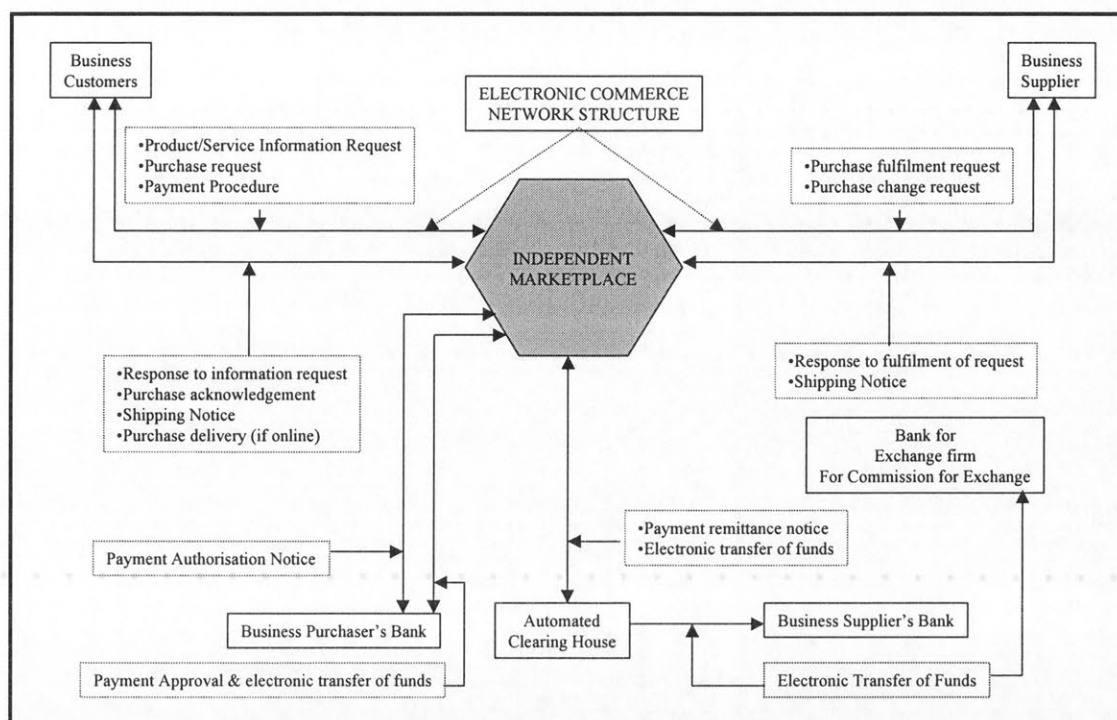 Business
Customers
Business
Supplier
ELECTRONIC COMMERCE
NETWORK STRUCTURE
•Product/Service Information Request
•Purchase request
•Payment Procedure
•Purchase fulfilment request
•Purchase change request
INDEPENDENT
MARKETPLACE
•Response to information request
•Purchase acknowledgement
•Shipping Notice
•Purchase delivery (if online)
•Response to fulfilment of request
•Shipping Notice
Bank for
Exchange firm
For Commission for Exchange
•Payment remittance notice
•Electronic transfer of funds
Payment Authorisation Notice
Business Purchaser's Bank
Automated
Clearing House
Business Supplier's Bank
Payment Approval & electronic transfer of funds
Electronic Transfer of Funds